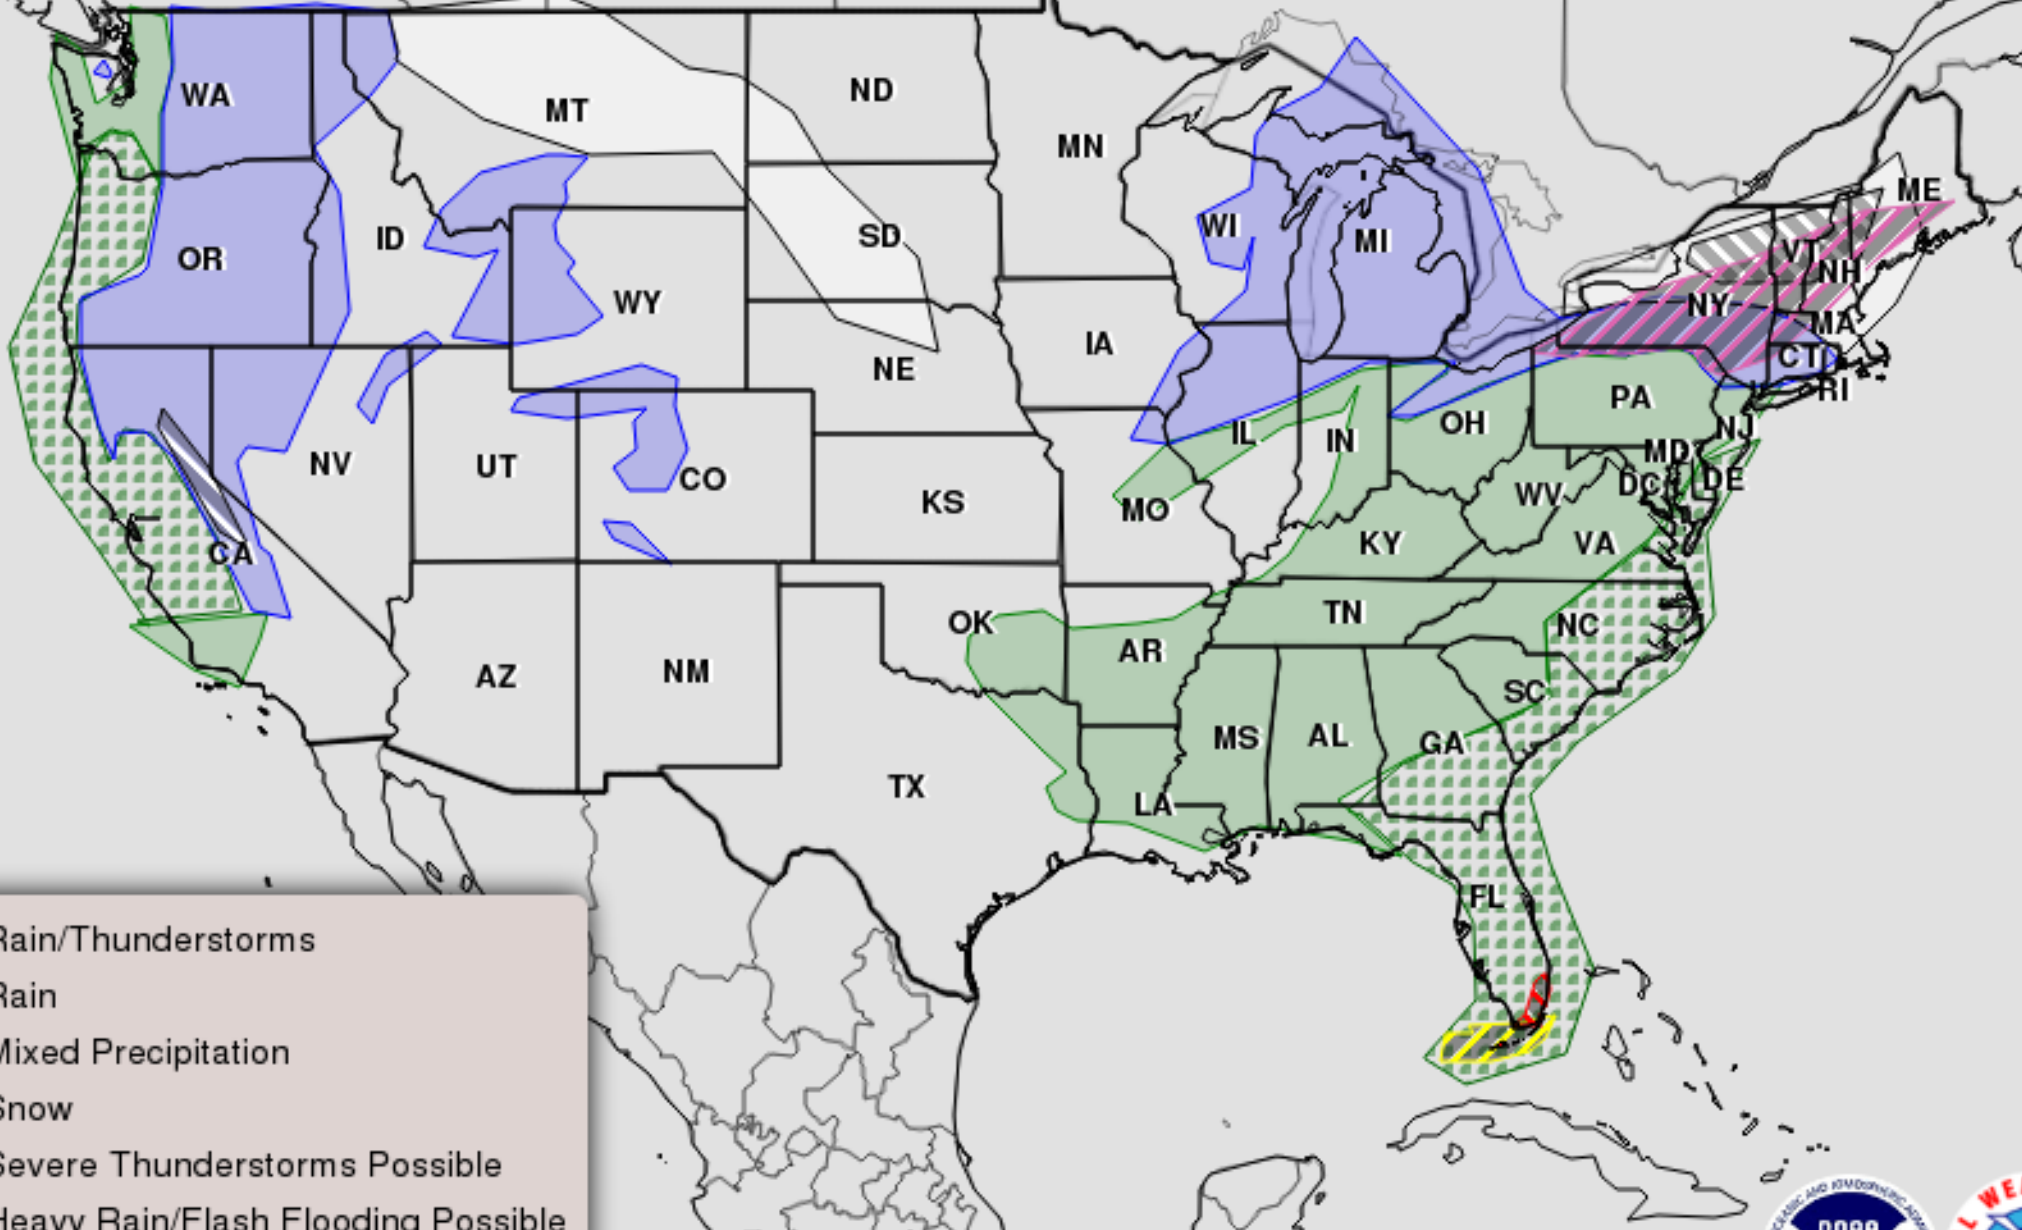 WA
MT
ND
MN
ME
OR
ID
SD
WI
MI
VT
NH
WY
NY
MA
IA
NE
CT
RI
PA
NV
UT
CO
IL
IN
OH
NJ
MD
KS
MO
WV
DC
DE
CA
KY
VA
OK
AR
TN
NC
AZ
NM
SC
TX
LA
MS
AL
GA
FL
Rain/Thunderstorms
Rain
Mixed Precipitation
Snow
Severe Thunderstorms Possible
Heavy Rain/Flash Flooding Possible